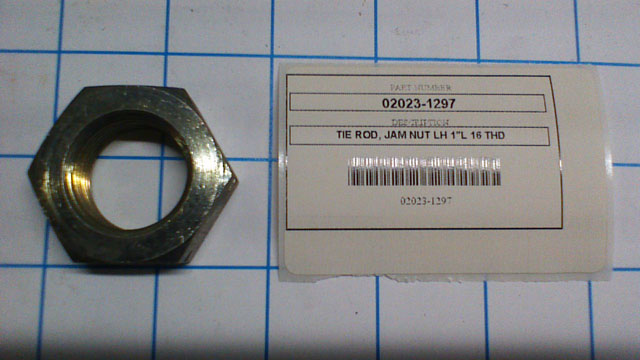 PART NUMBER
02023-1297
DESCRIPTION
TIE ROD, JAM NUT LH 1"L 16 THD
02023-1297